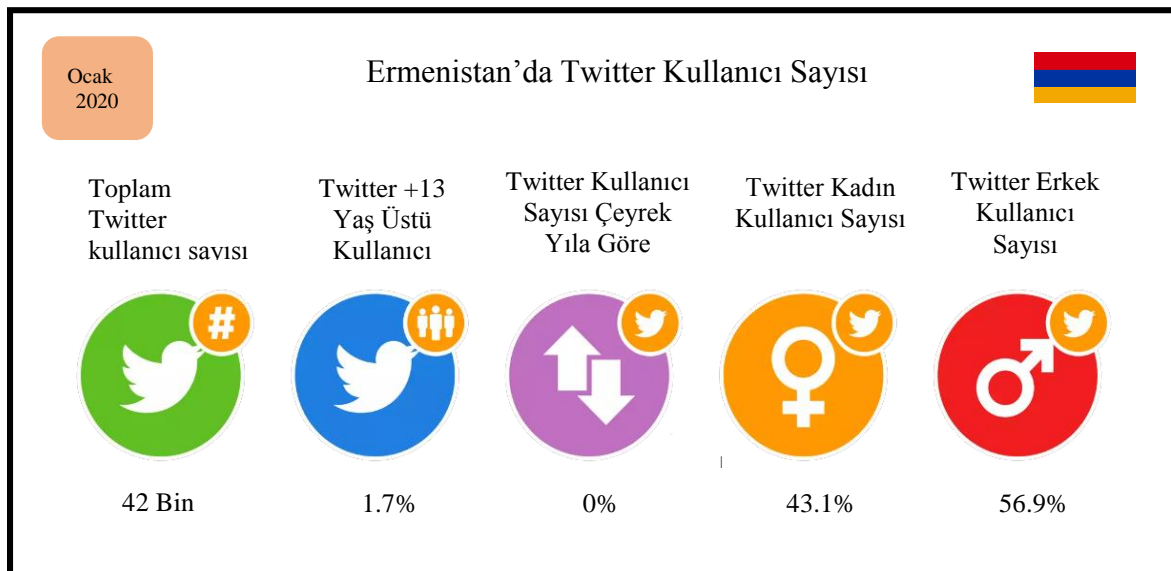 Ocak
2020
Ermenistan’da Twitter Kullanıcı Sayısı
Toplam
Twitter
kullanıcı savısı
Twitter +13
Yaş Üstü
Kullanıcı
Twitter Kullanıcı
Sayısı Çeyrek
Yıla Göre
Twitter Kadın
Kullanıcı Sayısı
Twitter Erkek
Kullanıcı
Sayısı
#
42 Bin
1.7%
0%
43.1%
56.9%